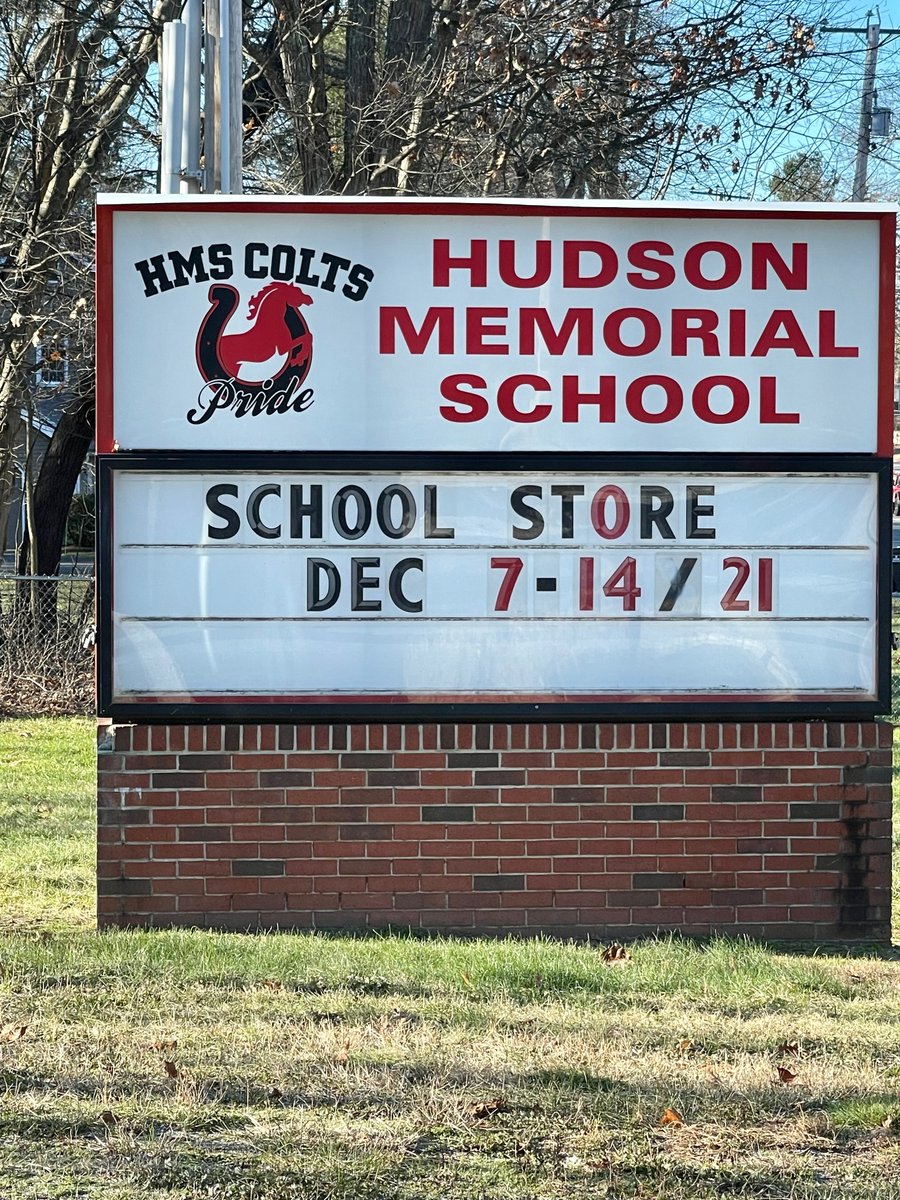 HMS COLTS
Pride
HUDSON
MEMORIAL
SCHOOL
SCHOOL STORE
DEC 7-14/21